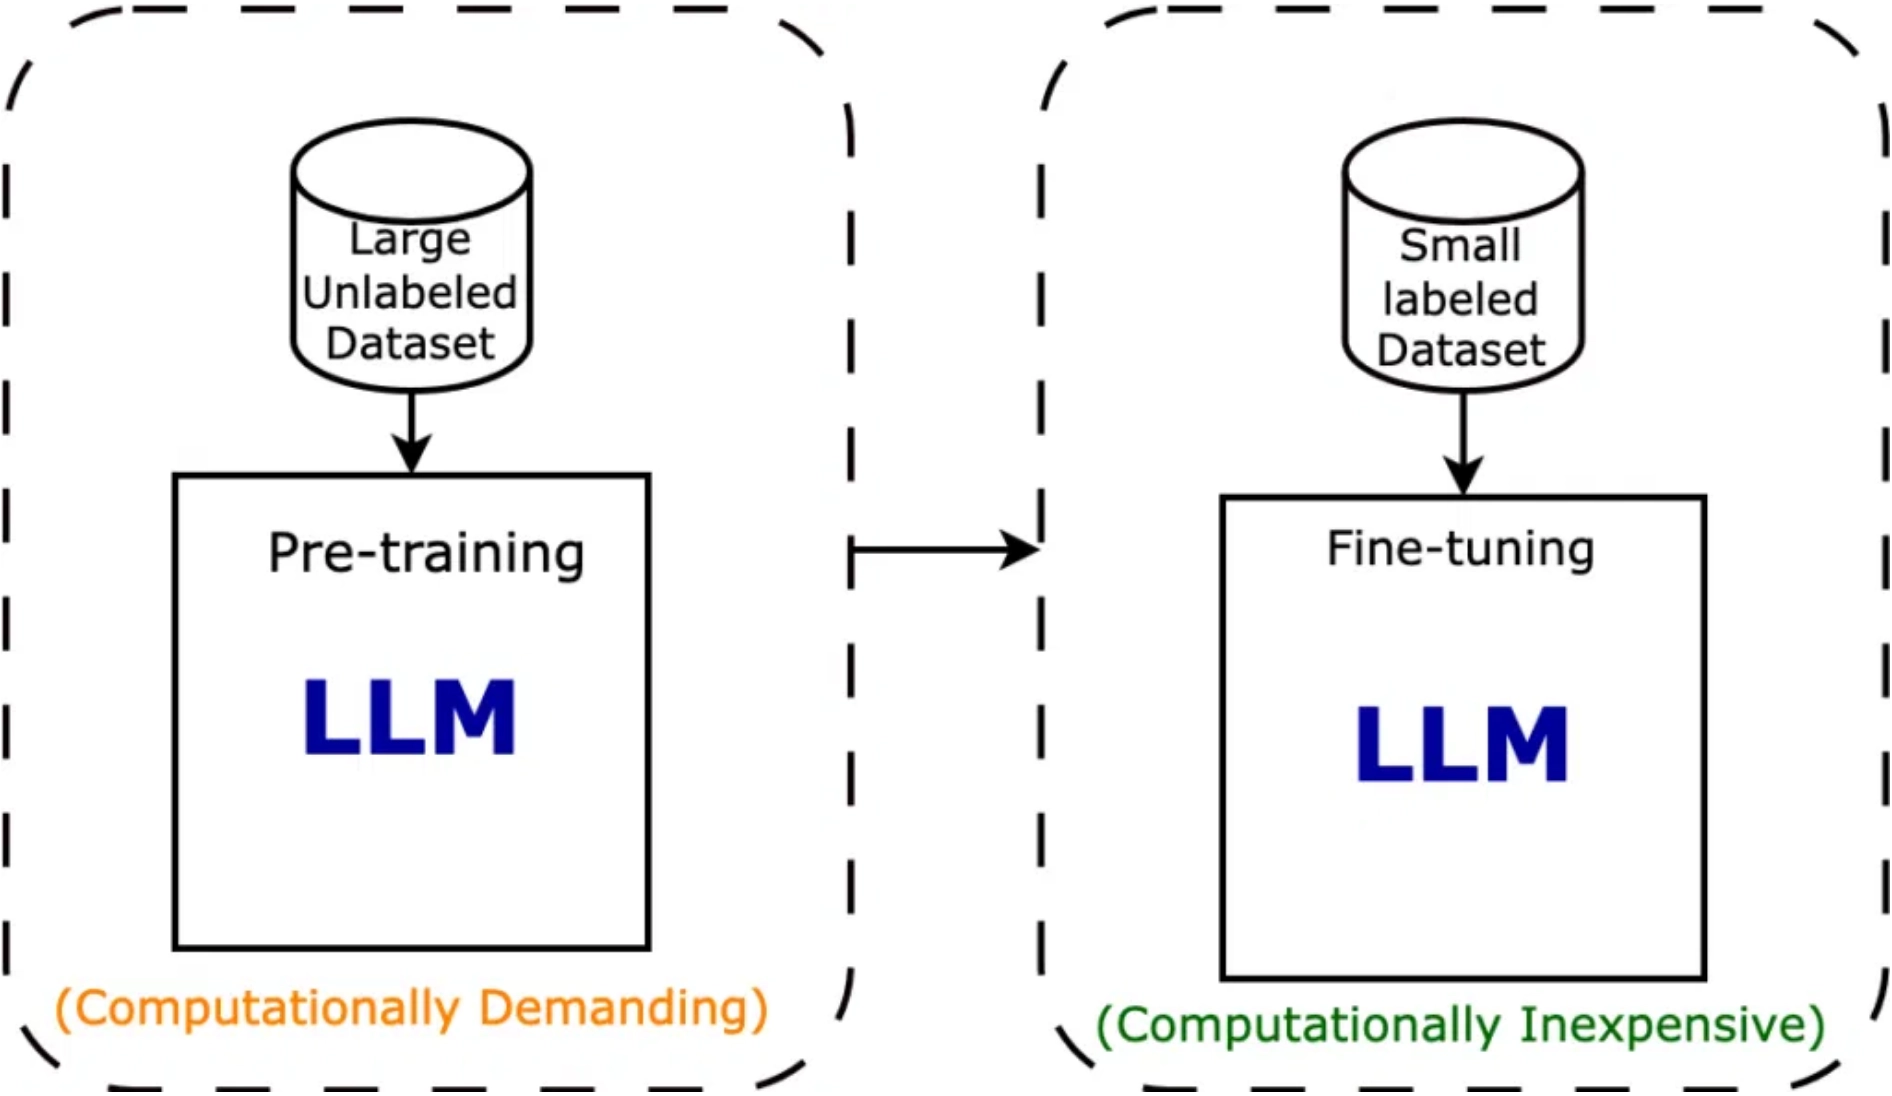 Large
Unlabeled
Dataset
Pre-training
LLM
(Computationally Demanding)
Small
labeled
Dataset
Fine-tuning
LLM
(Computationally Inexpensive)